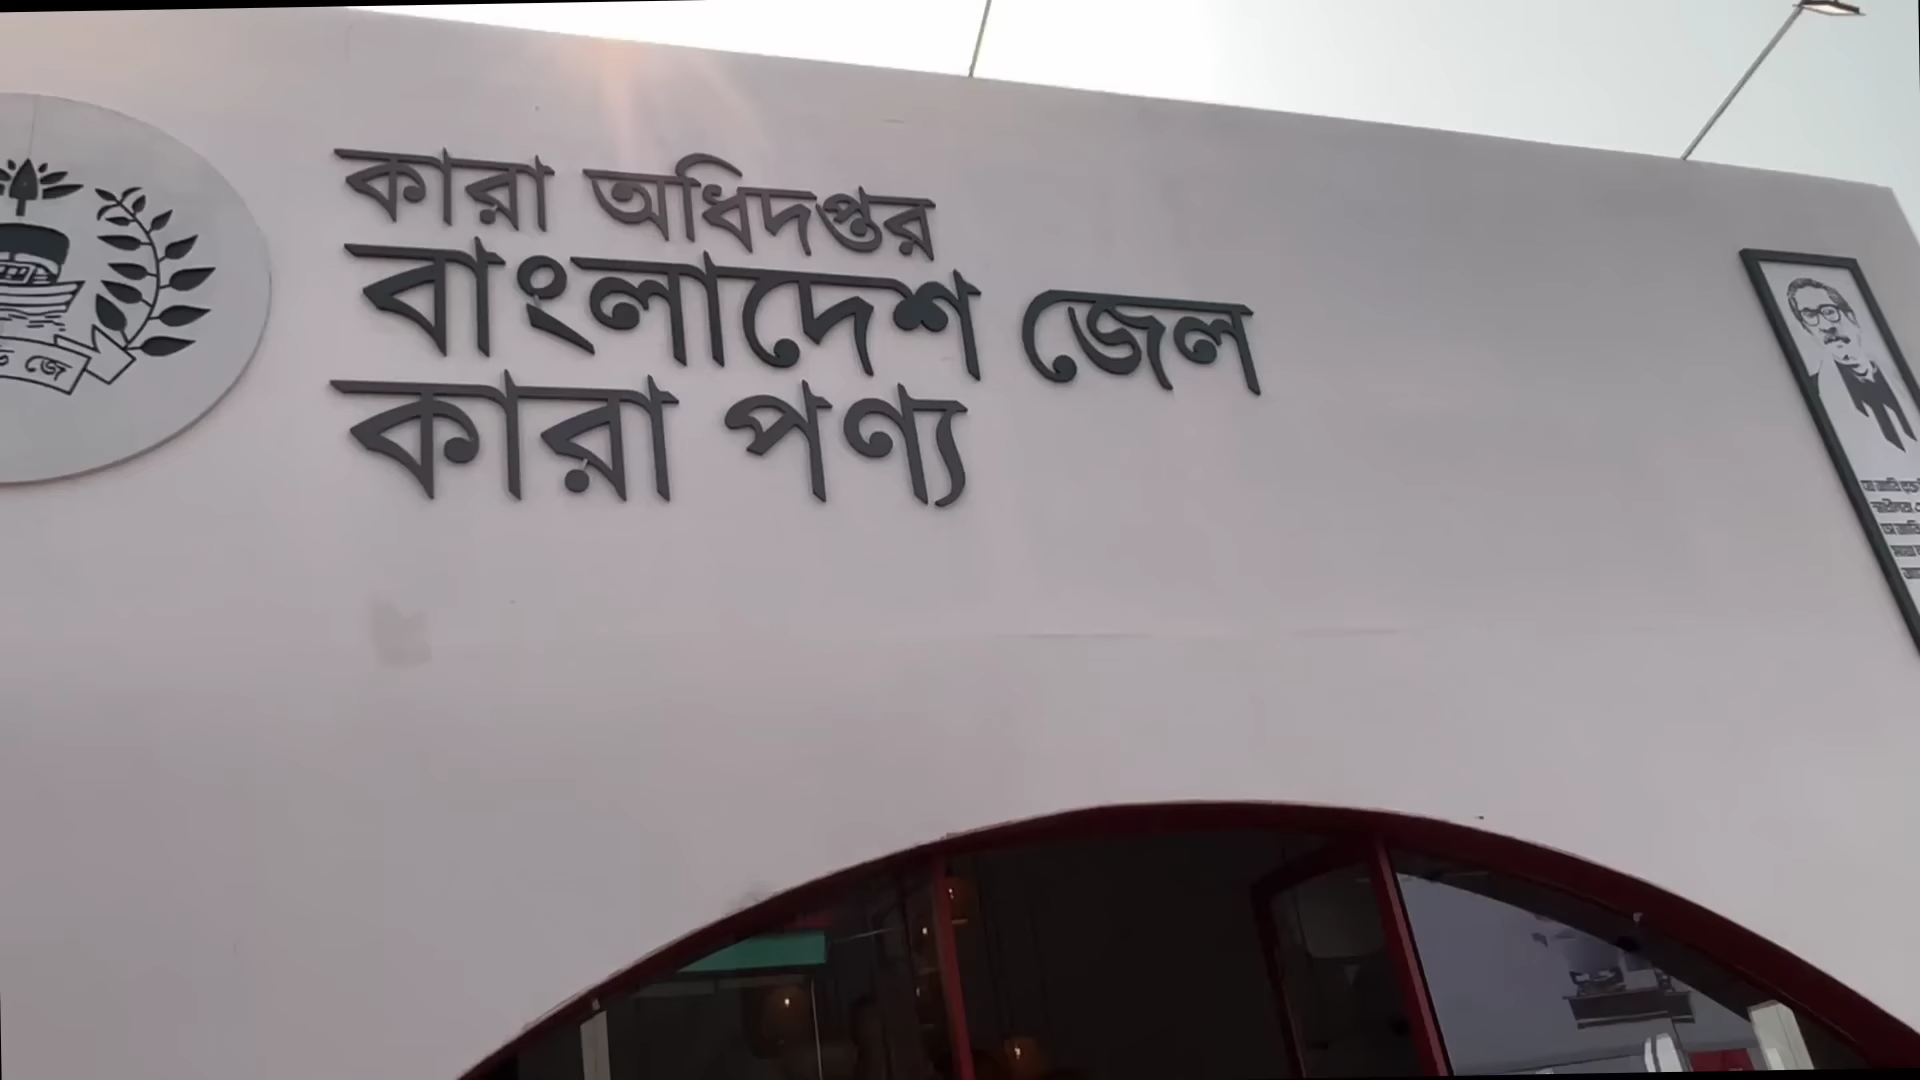 কারা অধিদপ্তর
বাংলাদেশ জেল
কারা পণ্য
জে